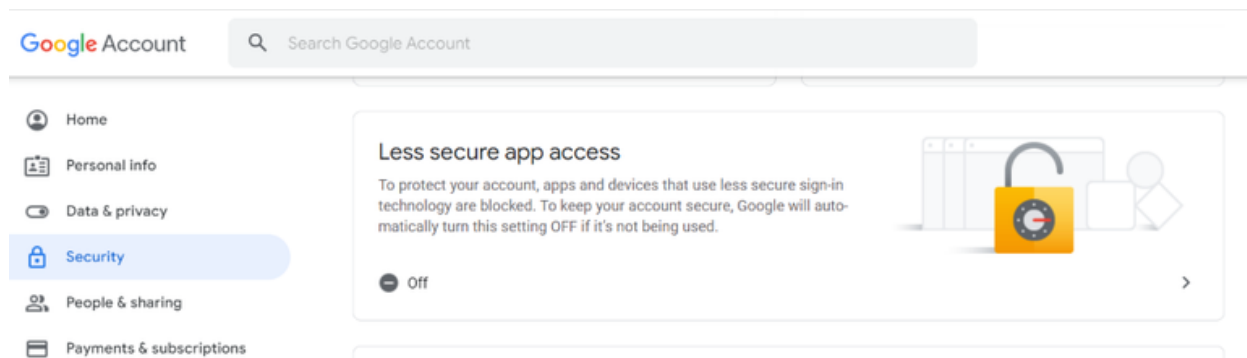 Google Account
Search Google Account
Home
Personal info
Data & privacy
Security
People & sharing
Payments & subscriptions
Less secure app access
To protect your account, apps and devices that use less secure sign-in
technology are blocked. To keep your account secure, Google will auto-
matically turn this setting OFF if it's not being used.
Off